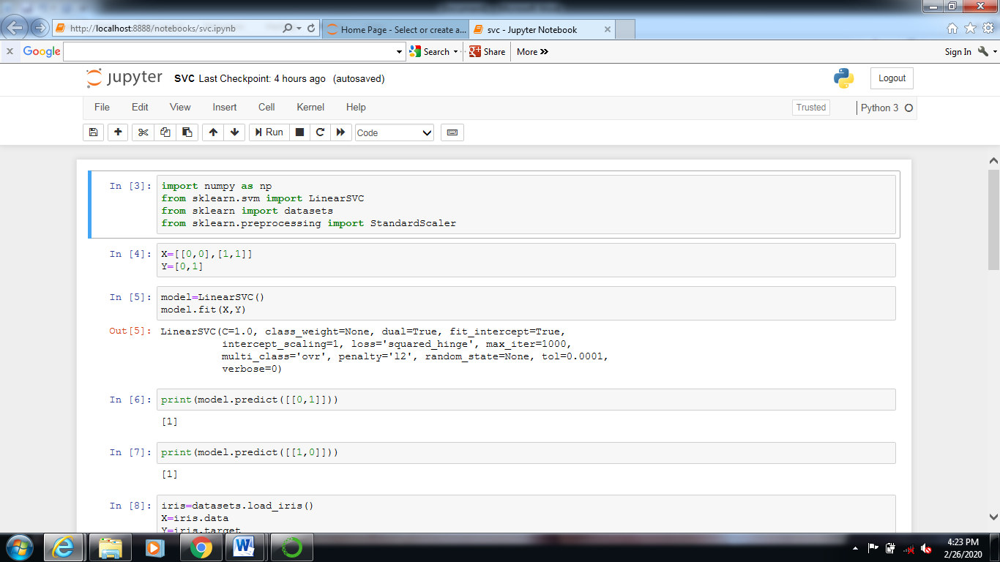 http://localhost:8888/notebooks/svc.ipynb
Home Page - Select or create a...
svc - Jupyter Notebook
x Google
Search
Share
More »
Sign In
jupyter SVC Last Checkpoint: 4 hours ago (autosaved)
Logout
File Edit View Insert Cell Kernel Help
Trusted
Python 3
Run
Code
In [3]: import numpy as np
from sklearn.svm import LinearSVC
from sklearn import datasets
from sklearn.preprocessing import StandardScaler
In [4]: X=[[0,0],[1,1]]
Y=[0,1]
In [5]: model=LinearSVC()
model.fit(X,Y)
Out[5]: LinearSVC(C=1.0, class_weight=None, dual=True, fit_intercept=True,
intercept_scaling=1, loss='squared_hinge', max_iter=1000,
multi_class='ovr', penalty='l2', random_state=None, tol=0.0001,
verbose=0)
In [6]: print(model.predict([[0,1]]))
[1]
In [7]: print(model.predict([[1,0]]))
[1]
In [8]: iris=datasets.load_iris()
X=iris.data
Y=iris.target
4:23 PM
2/26/2020